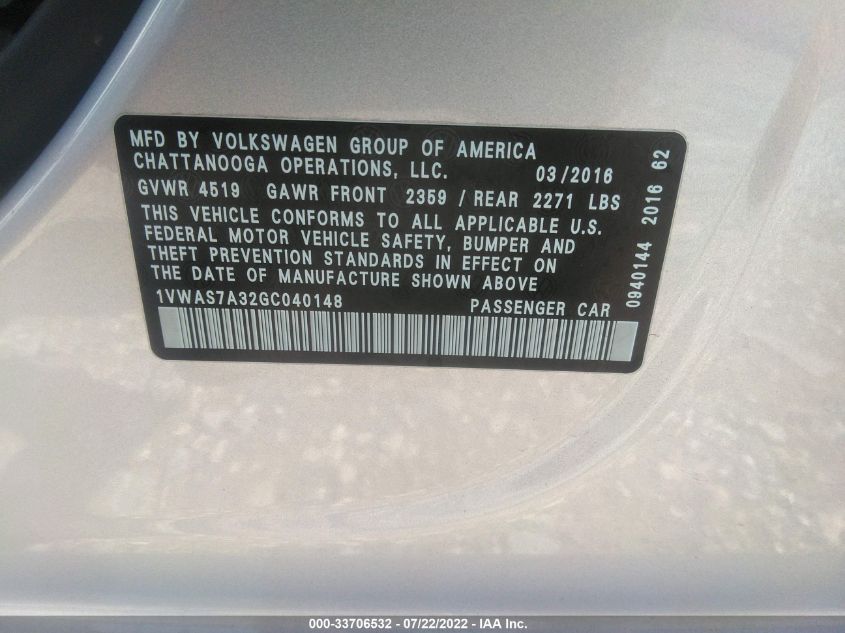 MFD BY VOLKSWAGEN GROUP OF AMERICA
CHATTANOOGA OPERATIONS, LLC. 03/2016
GVWR 4519 GAWR FRONT 2359 / REAR 2271 LBS
THIS VEHICLE CONFORMS TO ALL APPLICABLE U.S.
FEDERAL MOTOR VEHICLE SAFETY, BUMPER AND
THEFT PREVENTION STANDARDS IN EFFECT ON
THE DATE OF MANUFACTURE SHOWN ABOVE
1VWAS7A32GC040148 PASSENGER CAR
0940144 2016 62
000-33706532 - 07/22/2022 - IAA Inc.